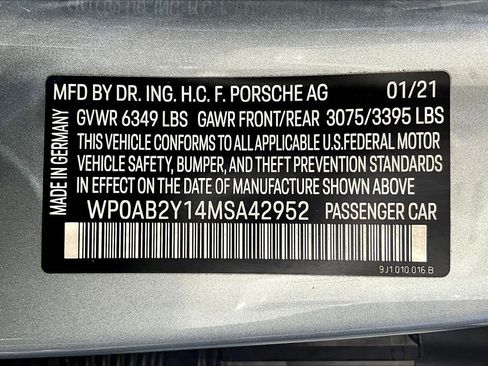 MFD BY DR. ING. H.C. F. PORSCHE AG 01/21
GVWR 6349 LBS GAWR FRONT/REAR 3075/3395 LBS
THIS VEHICLE CONFORMS TO ALL APPLICABLE U.S.FEDERAL MOTOR
VEHICLE SAFETY, BUMPER, AND THEFT PREVENTION STANDARDS
IN EFFECT ON THE DATE OF MANUFACTURE SHOWN ABOVE
WP0AB2Y14MSA42952 PASSENGER CAR
MADE IN GERMANY
9J1.010.016.B